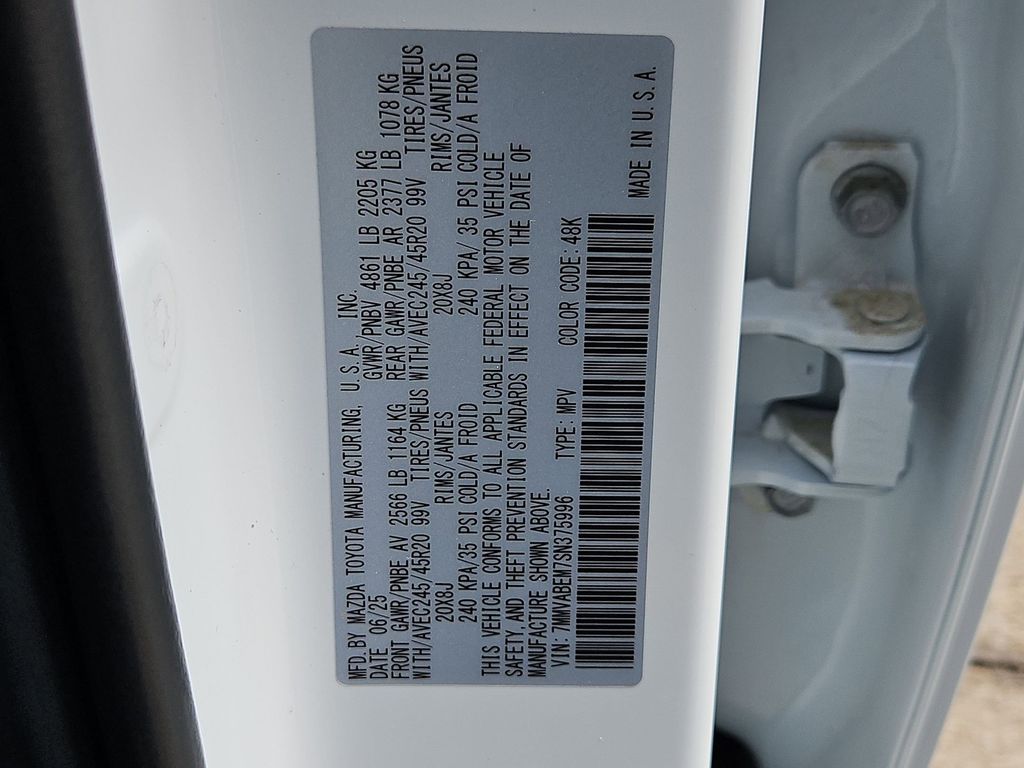 MFD.BY MAZDA TOYOTA MANUFACTURING, U.S.A., INC.
DATE 06/25 GVWR/PNBV 4861 LB 2205 KG
FRONT GAWR/PNBE AV 2566 LB 1164 KG REAR GAWR/PNBE AR 2377 LB 1078 KG
WITH/AVEC245/45R20 99V TIRES/PNEUS WITH/AVEC245/45R20 99V TIRES/PNEUS
20X8J RIMS/JANTES 20X8J RIMS/JANTES
240 KPA/35 PSI COLD/A FROID 240 KPA/ 35 PSI COLD/A FROID
THIS VEHICLE CONFORMS TO ALL APPLICABLE FEDERAL MOTOR VEHICLE
SAFETY AND THEFT PREVENTION STANDARDS IN EFFECT ON THE DATE OF
MANUFACTURE SHOWN ABOVE.
VIN: 7MMVABEM7SN375996 TYPE: MPV COLOR CODE: 48K
MADE IN U.S.A.